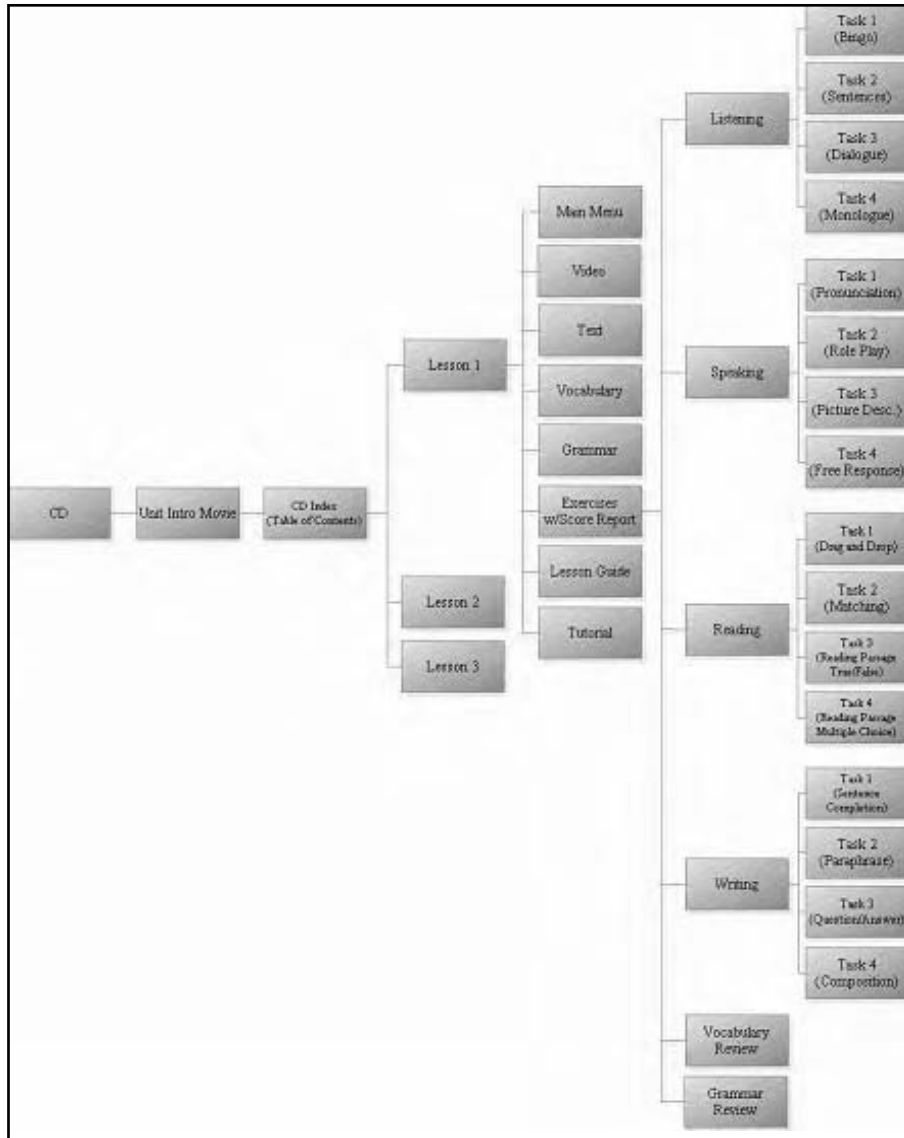 CD
Unit Intro Movie
CD Index
(Table of Contents)
Lesson 1
Lesson 2
Lesson 3
Main Menu
Video
Text
Vocabulary
Grammar
Exercises
w/Score Report
Lesson Guide
Tutorial
Listening
Task 1
(Bingo)
Task 2
(Sentences)
Task 3
(Dialogue)
Task 4
(Monologue)
Speaking
Task 1
(Pronunciation)
Task 2
(Role Play)
Task 3
(Picture Desc.)
Task 4
(Free Response)
Reading
Task 1
(Drag and Drop)
Task 2
(Matching)
Task 3
(Reading Passage
True/False)
Task 4
(Reading Passage
Multiple Choice)
Writing
Task 1
(Sentence
Completion)
Task 2
(Paraphrase)
Task 3
(Question/Answer)
Task 4
(Composition)
Vocabulary
Review
Grammar
Review